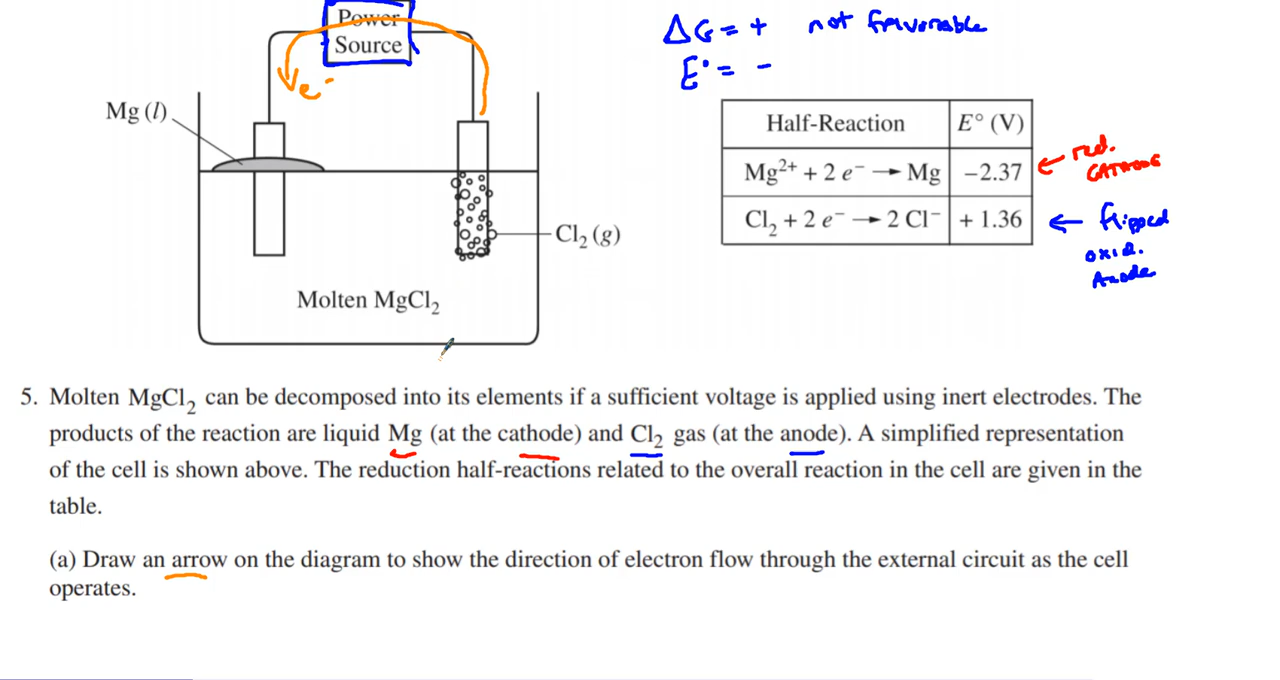 Power
Source
ΔG = + not favorable
E° = -
e⁻
Mg (l)
Half-Reaction E° (V)
Mg²⁺ + 2 e⁻ → Mg −2.37
← red.
CATHODE
Cl₂ + 2 e⁻ → 2 Cl⁻ + 1.36
← flipped
oxid.
Anode
Cl₂ (g)
Molten MgCl₂
5. Molten MgCl₂ can be decomposed into its elements if a sufficient voltage is applied using inert electrodes. The
products of the reaction are liquid Mg (at the cathode) and Cl₂ gas (at the anode). A simplified representation
of the cell is shown above. The reduction half-reactions related to the overall reaction in the cell are given in the
table.
(a) Draw an arrow on the diagram to show the direction of electron flow through the external circuit as the cell
operates.